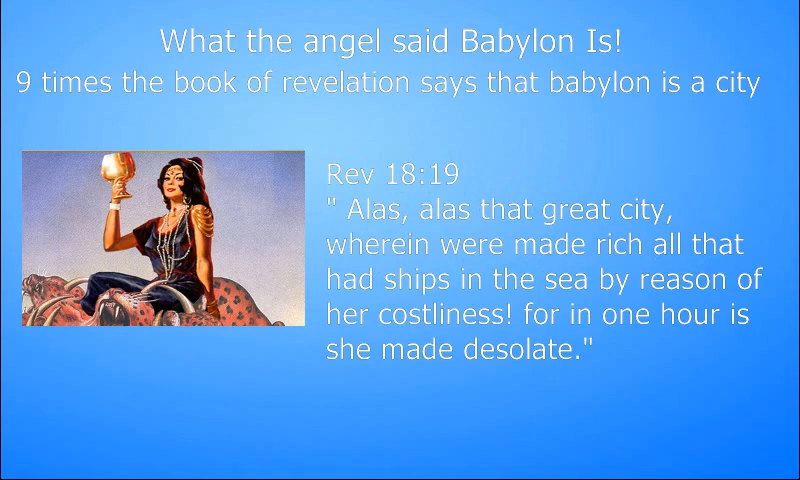 What the angel said Babylon Is!
9 times the book of revelation says that babylon is a city
Rev 18:19
" Alas, alas that great city,
wherein were made rich all that
had ships in the sea by reason of
her costliness! for in one hour is
she made desolate."